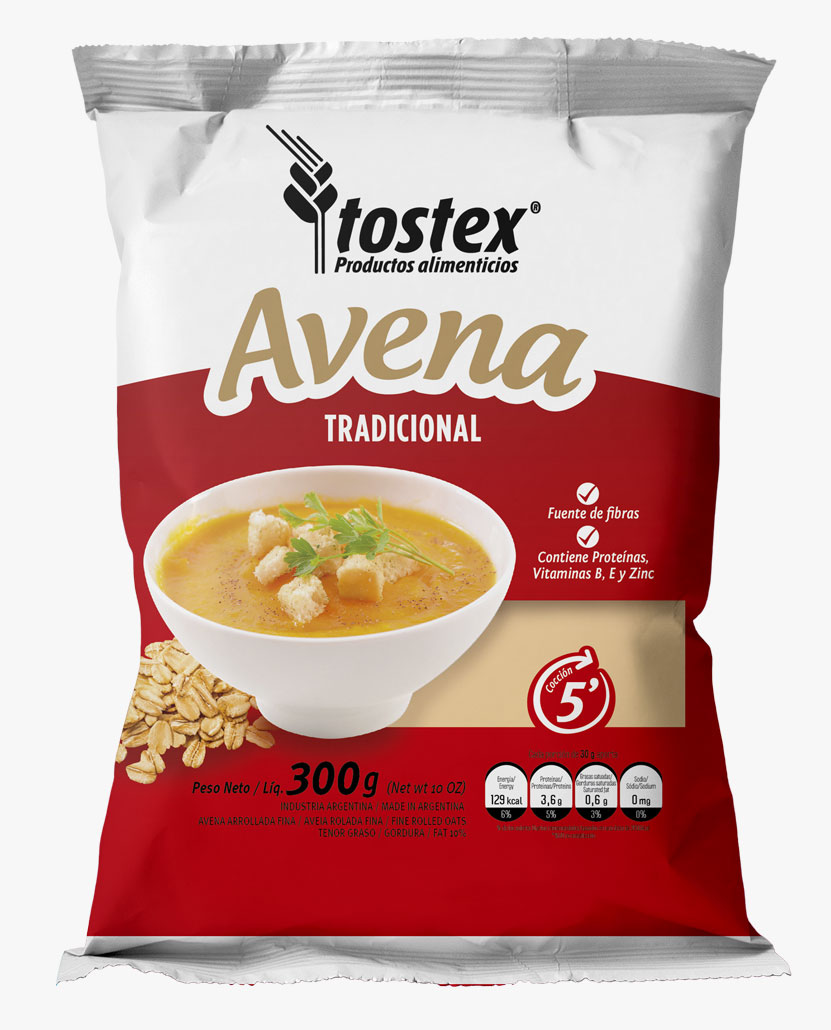 tostex®
Productos alimenticios
Avena
TRADICIONAL
Fuente de fibras
Contiene Proteínas,
Vitaminas B, E y Zinc
Cocción
5'
Peso Neto / Líq. 300g (Net wt 10 OZ)
INDUSTRIA ARGENTINA / MADE IN ARGENTINA
AVENA ARROLLADA FINA / AVEIA ROLADA FINA / FINE ROLLED OATS
TENOR GRASO / GORDURA / FAT 10%
30 g
Energía/
Energy
129 kcal
6%
Proteínas/
Proteínas/Proteins
3,6 g
5%
Grasas saturadas/
Gorduras saturadas
Saturated fat
0,6 g
3%
Sodio/
Sódio/Sodium
0 mg
0%